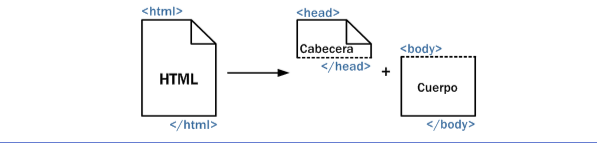 <html>
HTML
</html>
<head>
Cabecera
</head>
+
<body>
Cuerpo
</body>